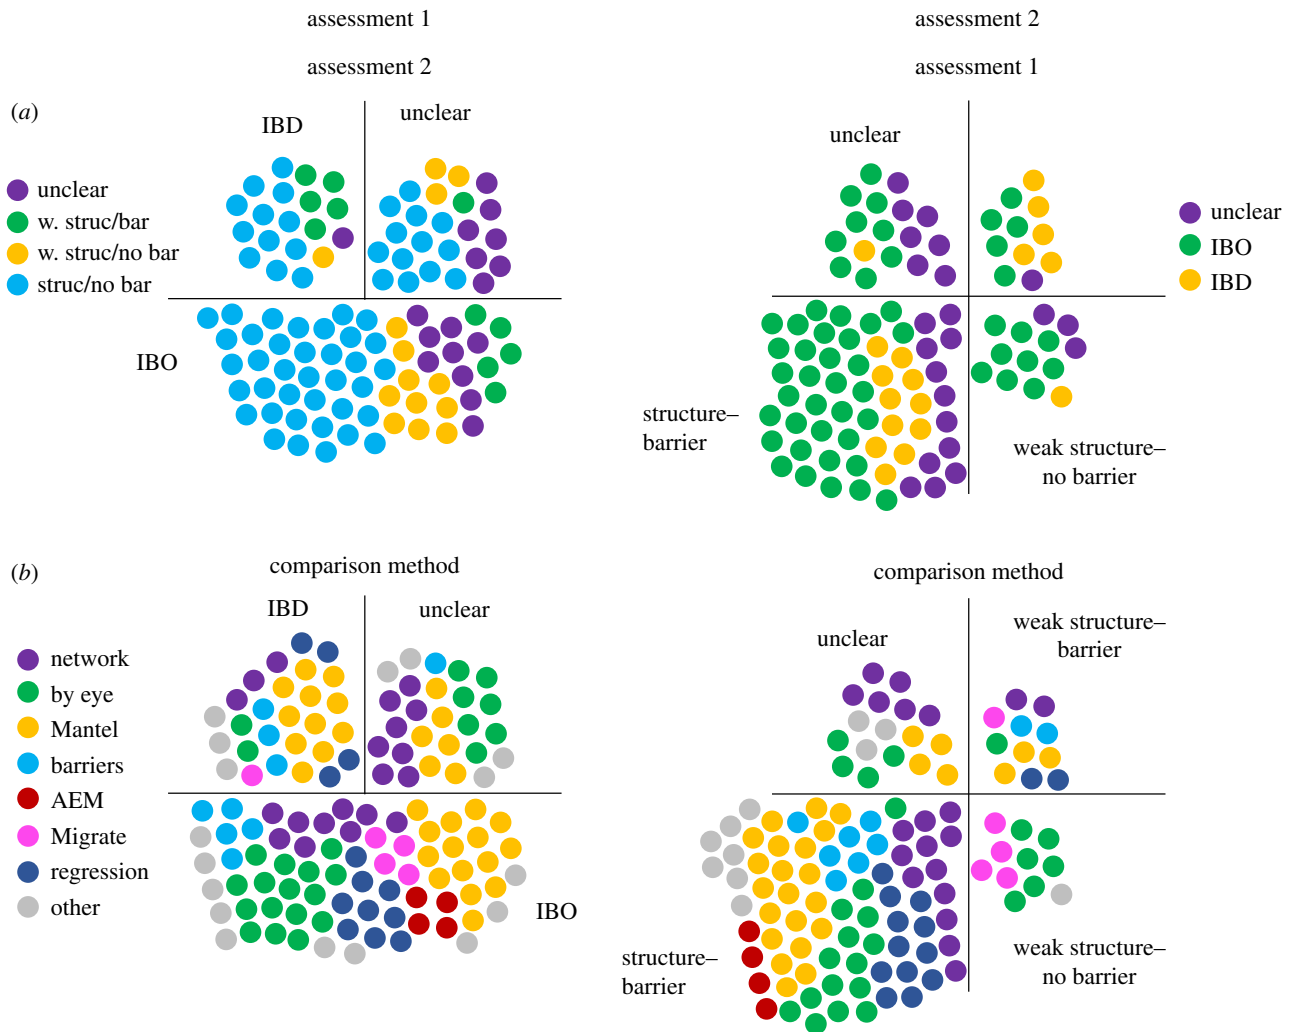 assessment 1
assessment 2
assessment 2
assessment 1
(a)
IBD
unclear
unclear
w. struc/bar
w. struc/no bar
struc/no bar
IBO
unclear
structure–
barrier
weak structure–
no barrier
unclear
IBO
IBD
(b)
comparison method
IBD
unclear
network
by eye
Mantel
barriers
AEM
Migrate
regression
other
IBO
comparison method
unclear
weak structure–
barrier
structure–
barrier
weak structure–
no barrier